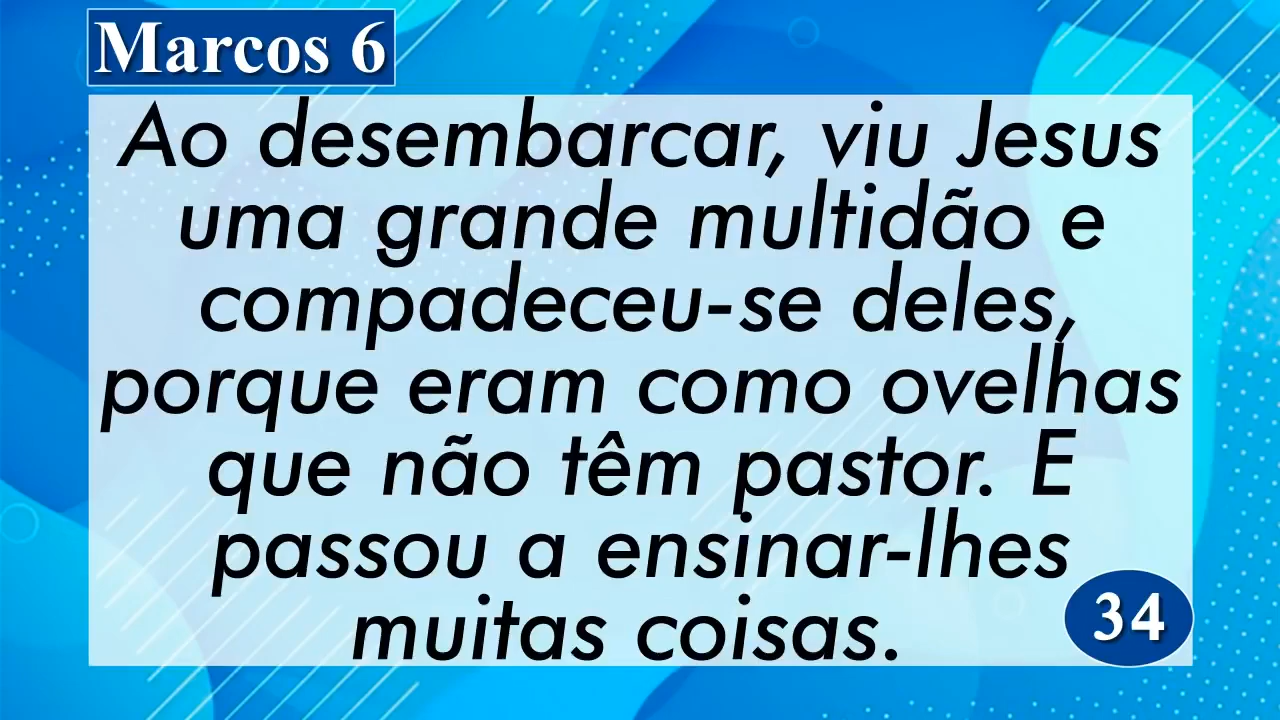 Marcos 6
Ao desembarcar, viu Jesus
uma grande multidão e
compadeceu-se deles,
porque eram como ovelhas
que não têm pastor. E
passou a ensinar-lhes
muitas coisas.
34